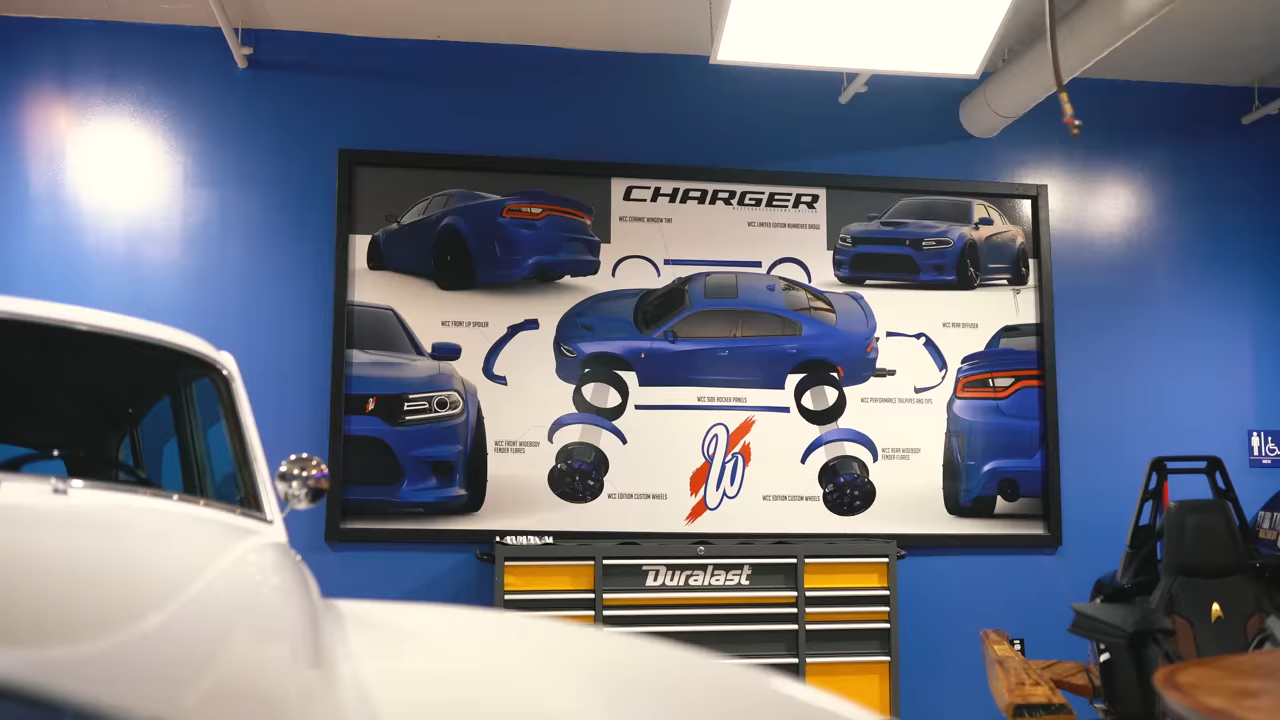 CHARGER
WCC CERAMIC WINDOW TINT
WCC LIMITED EDITION NUMBERED BADGE
WCC FRONT LIP SPOILER
WCC REAR DIFFUSER
WCC SIDE ROCKER PANELS
WCC PERFORMANCE TAILPIPES AND TIPS
WCC FRONT WIDEBODY
FENDER FLARES
WCC REAR WIDEBODY
FENDER FLARES
WCC EDITION CUSTOM WHEELS
WCC EDITION CUSTOM WHEELS
Duralast